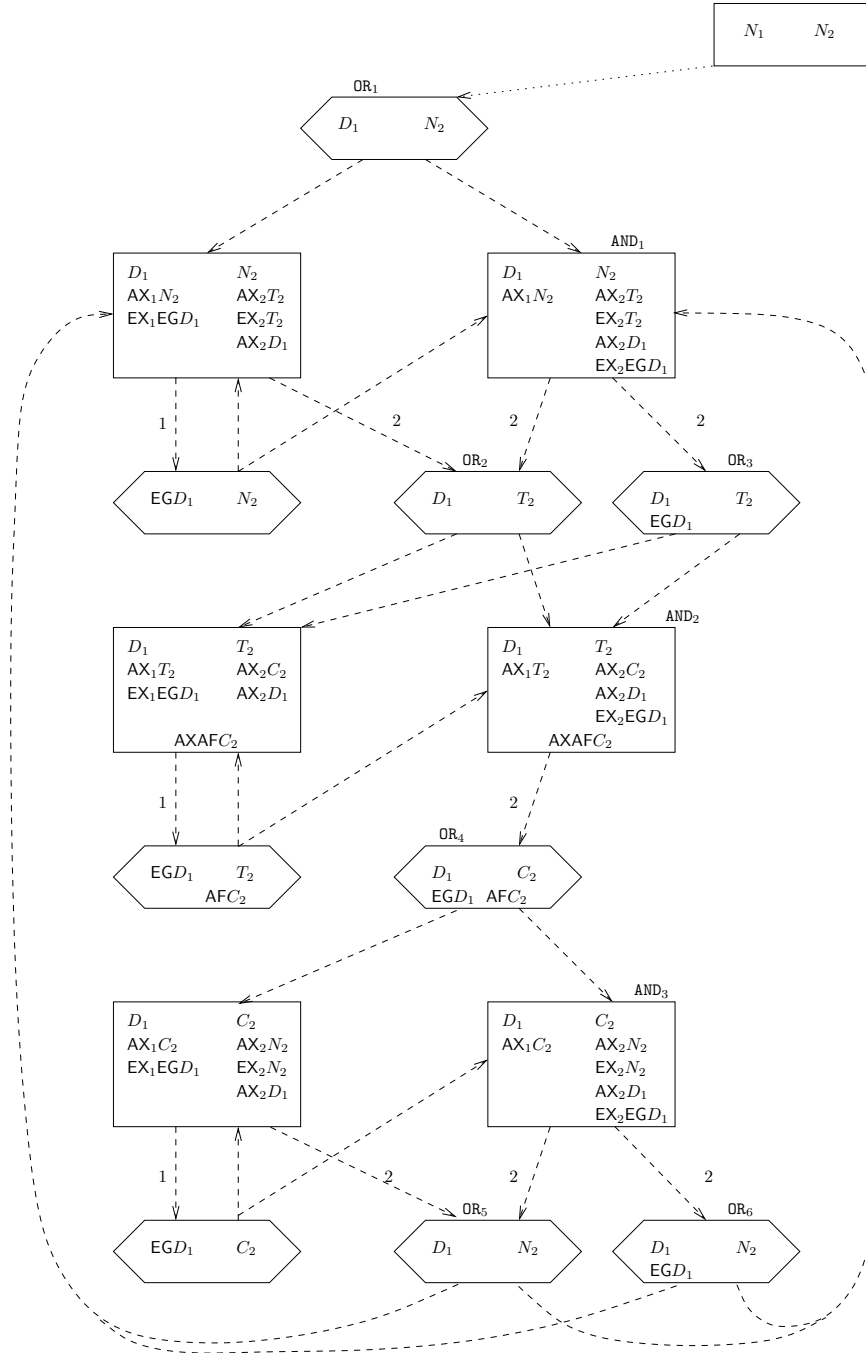 N₁ N₂
OR₁
D₁ N₂
AND₁
D₁ N₂
AX₁N₂ AX₂T₂
EX₁EGD₁ EX₂T₂
AX₂D₁
D₁ N₂
AX₁N₂ AX₂T₂
EX₂T₂
AX₂D₁
EX₂EGD₁
1 2 2 2
OR₂ OR₃
EGD₁ N₂
D₁ T₂
D₁ T₂
EGD₁
AND₂
D₁ T₂
AX₁T₂ AX₂C₂
EX₁EGD₁ AX₂D₁
AXAFC₂
D₁ T₂
AX₁T₂ AX₂C₂
AX₂D₁
EX₂EGD₁
AXAFC₂
1 2
OR₄
EGD₁ T₂
AFC₂
D₁ C₂
EGD₁ AFC₂
AND₃
D₁ C₂
AX₁C₂ AX₂N₂
EX₁EGD₁ EX₂N₂
AX₂D₁
D₁ C₂
AX₁C₂ AX₂N₂
EX₂N₂
AX₂D₁
EX₂EGD₁
1 2 2 2
OR₅ OR₆
EGD₁ C₂
D₁ N₂
D₁ N₂
EGD₁